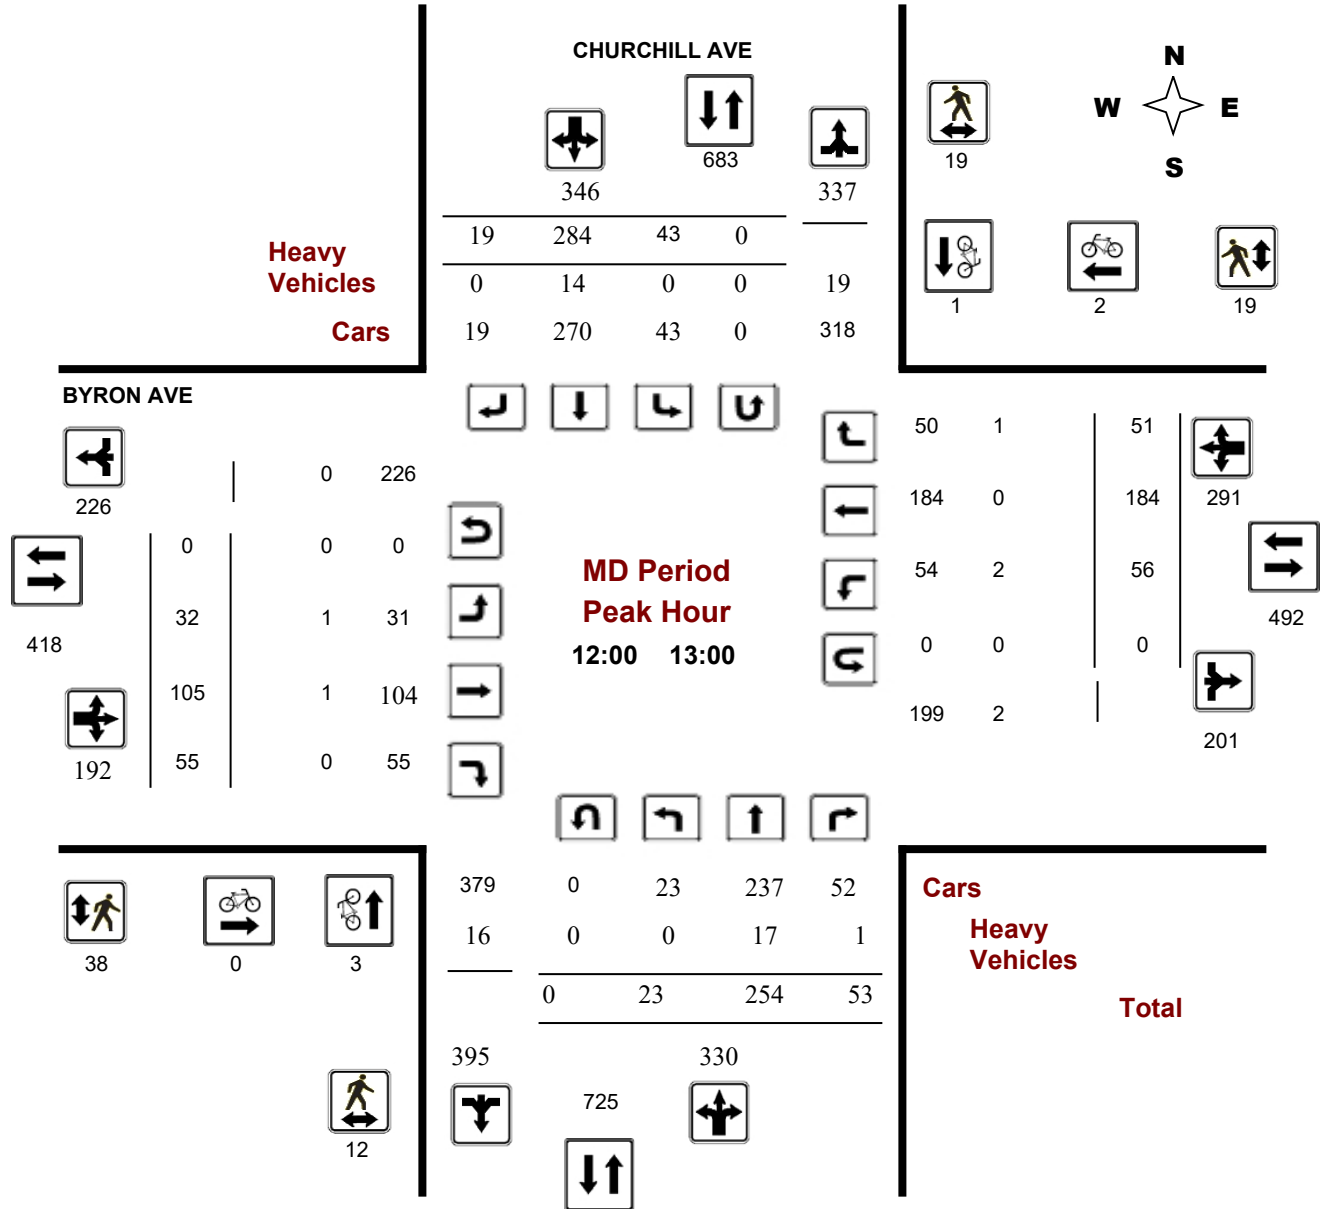 CHURCHILL AVE
N
W E
S
683
19
346 337
19 284 43 0
Heavy
Vehicles
0 14 0 0 19
1 2 19
Cars
19 270 43 0 318
BYRON AVE
50 1 51
0 226
226
184 0 184 291
0 0 0
MD Period
54 2 56
Peak Hour
32 1 31
492
418
12:00 13:00
0 0 0
105 1 104
199 2
201
192 55 0 55
379 0 23 237 52
Cars
16 0 0 17 1
Heavy
Vehicles
38 0 3
0 23 254 53
Total
395 330
725
12